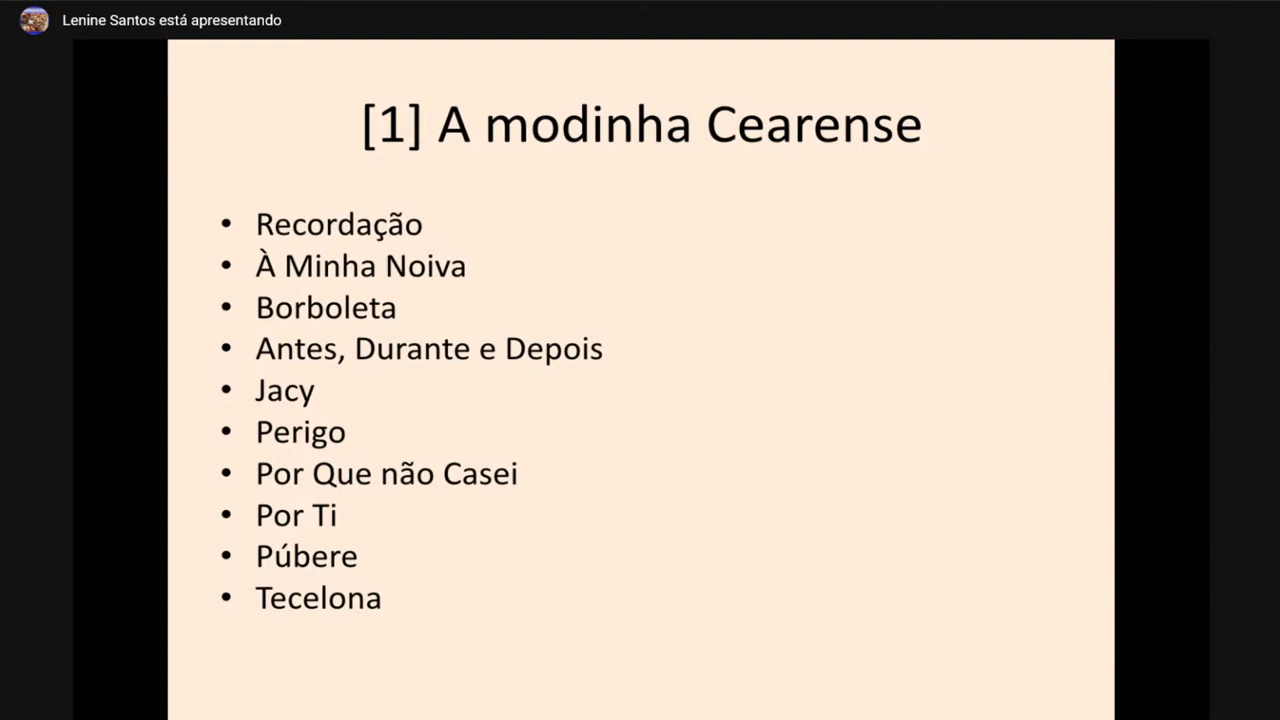 Lenine Santos está apresentando
[1] A modinha Cearense
• Recordação
• À Minha Noiva
• Borboleta
• Antes, Durante e Depois
• Jacy
• Perigo
• Por Que não Casei
• Por Ti
• Púbere
• Tecelona